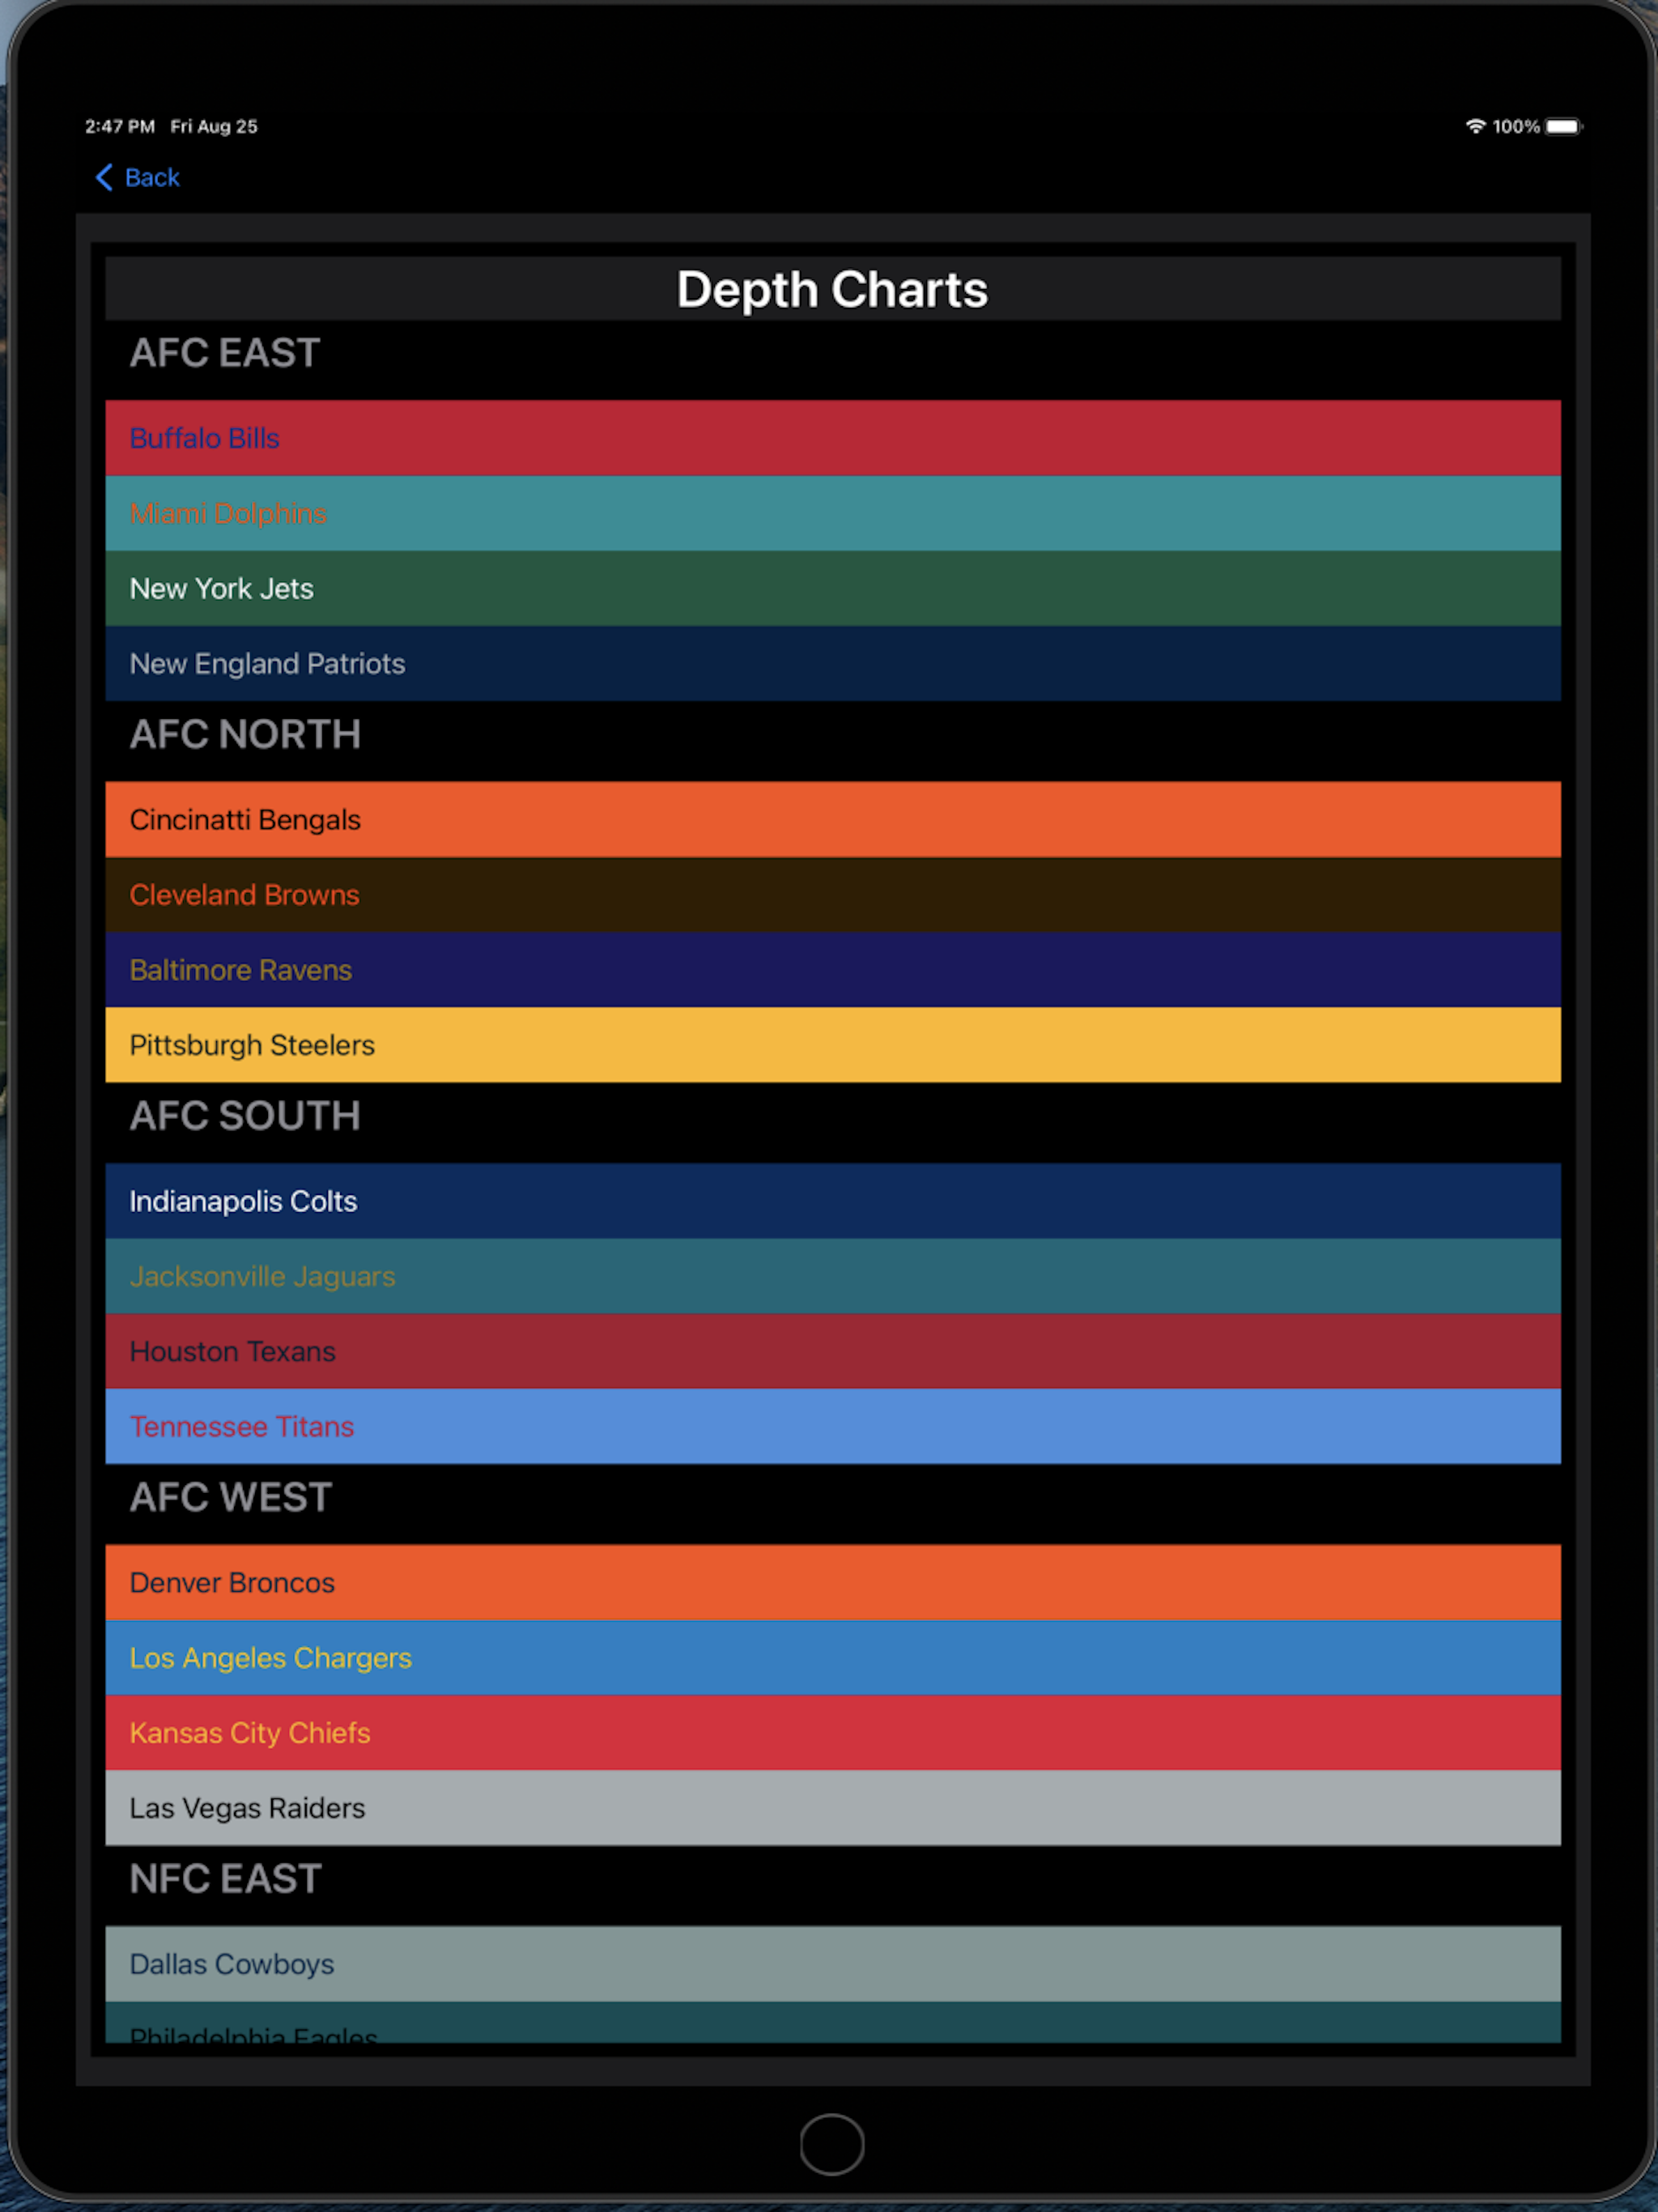 2:47 PM Fri Aug 25
100%
Back
Depth Charts
AFC EAST
Buffalo Bills
Miami Dolphins
New York Jets
New England Patriots
AFC NORTH
Cincinatti Bengals
Cleveland Browns
Baltimore Ravens
Pittsburgh Steelers
AFC SOUTH
Indianapolis Colts
Jacksonville Jaguars
Houston Texans
Tennessee Titans
AFC WEST
Denver Broncos
Los Angeles Chargers
Kansas City Chiefs
Las Vegas Raiders
NFC EAST
Dallas Cowboys
Philadelphia Eagles